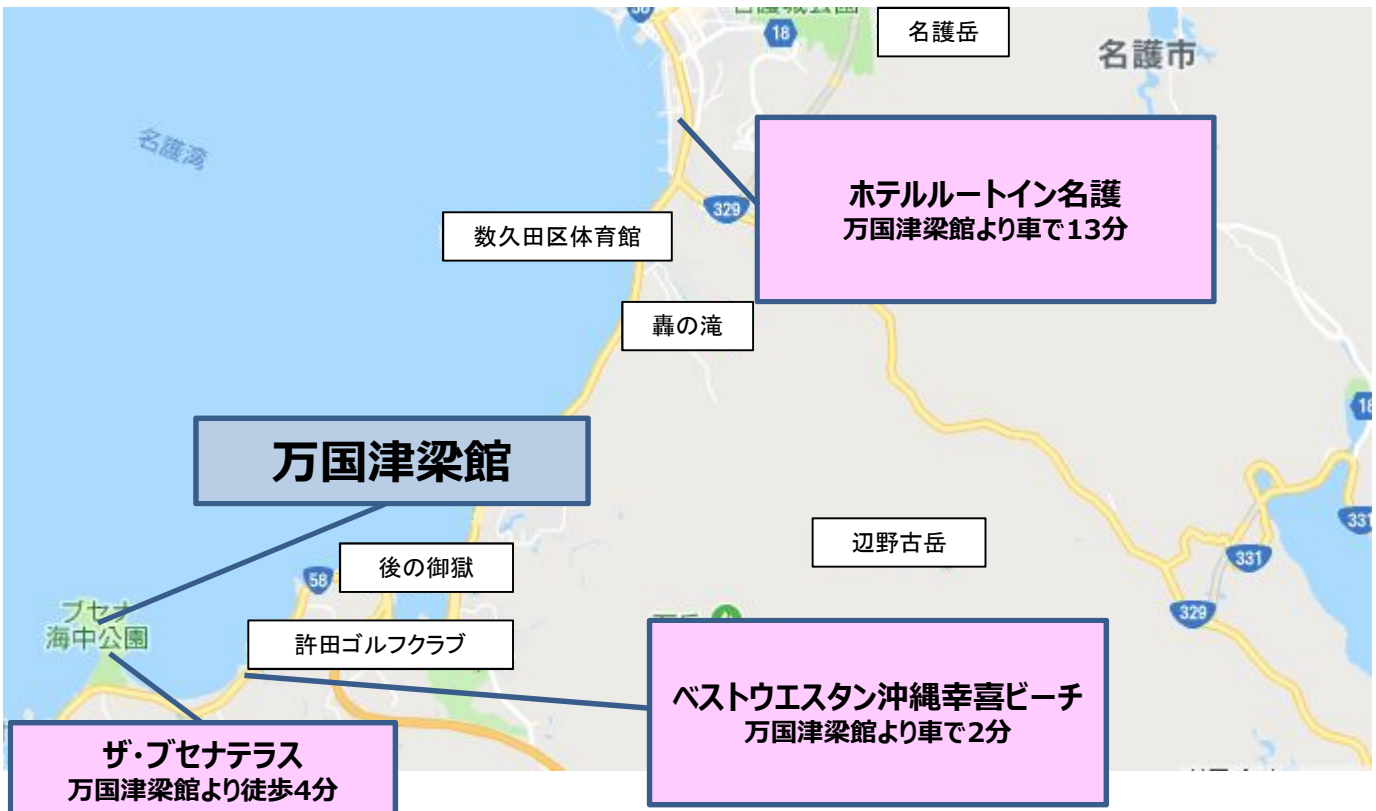 58
18
名護岳
名護市
名護湾
ホテルルートイン名護
万国津梁館より車で13分
329
数久田区体育館
轟の滝
18
万国津梁館
331
辺野古岳
331
後の御獄
58
329
ブセナ
海中公園
許田ゴルフクラブ
ベストウエスタン沖縄幸喜ビーチ
万国津梁館より車で2分
ザ・ブセナテラス
万国津梁館より徒歩4分